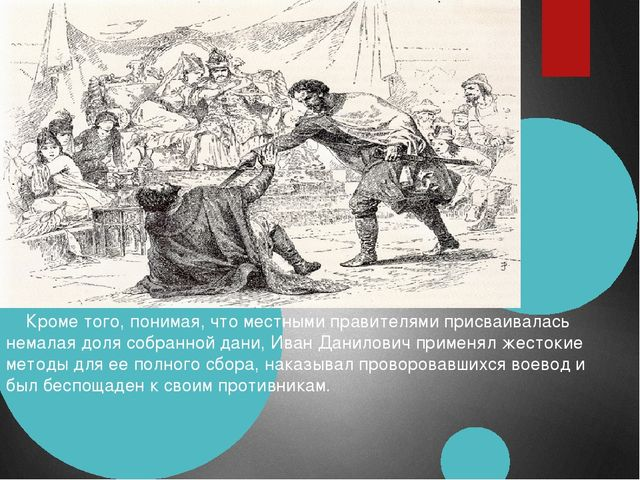 Кроме того, понимая, что местными правителями присваивалась
немалая доля собранной дани, Иван Данилович применял жестокие
методы для ее полного сбора, наказывал проворовавшихся воевод и
был беспощаден к своим противникам.